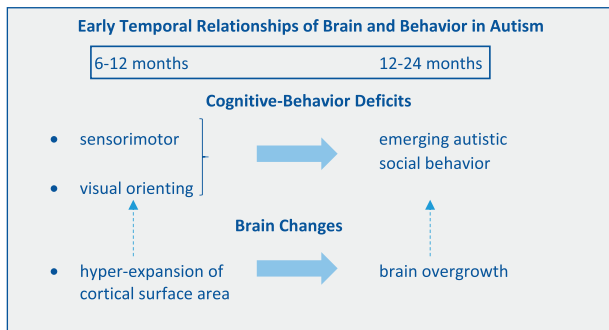 Early Temporal Relationships of Brain and Behavior in Autism
6-12 months 12-24 months
Cognitive-Behavior Deficits
• sensorimotor
emerging autistic
social behavior
• visual orienting
Brain Changes
• hyper-expansion of
cortical surface area
brain overgrowth